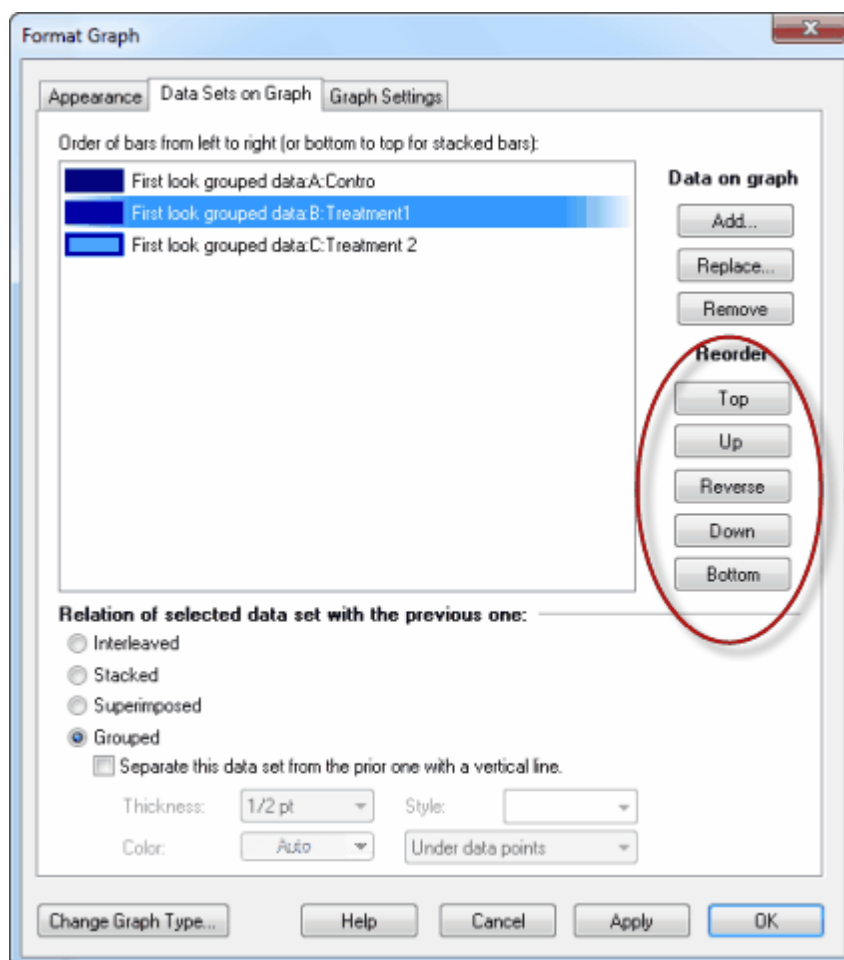 Format Graph
Appearance
Data Sets on Graph
Graph Settings
Order of bars from left to right (or bottom to top for stacked bars):
First look grouped data:A:Contro
First look grouped data:B:Treatment1
First look grouped data:C:Treatment 2
Data on graph
Add...
Replace...
Remove
Reorder
Top
Up
Reverse
Down
Bottom
Relation of selected data set with the previous one:
Interleaved
Stacked
Superimposed
Grouped
Separate this data set from the prior one with a vertical line.
Thickness: 1/2 pt Style:
Color: Auto Under data points
Change Graph Type... Help Cancel Apply OK